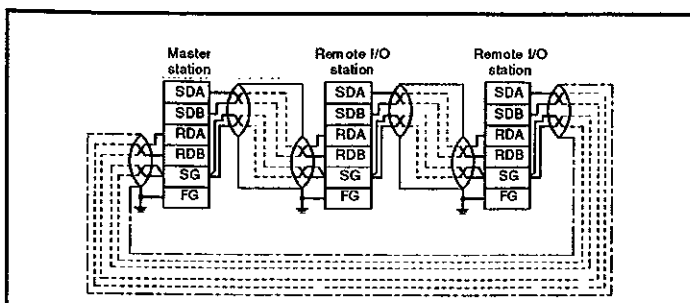 Master
station
SDA
SDB
RDA
RDB
SG
FG
Remote I/O
station
SDA
SDB
RDA
RDB
SG
FG
Remote I/O
station
SDA
SDB
RDA
RDB
SG
FG